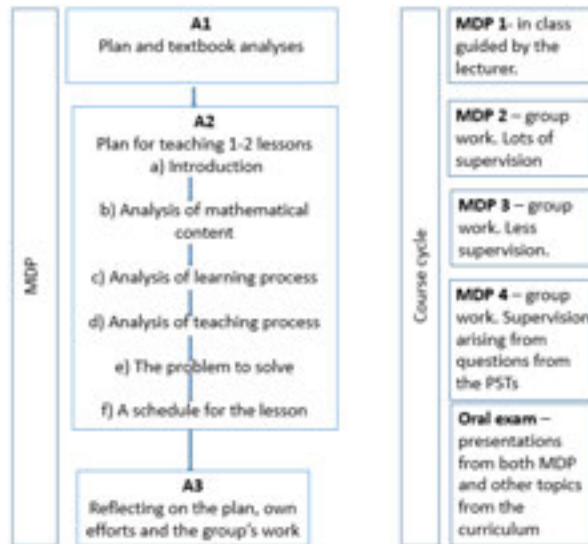 MDP
A1
Plan and textbook analyses
A2
Plan for teaching 1-2 lessons
a) Introduction
b) Analysis of mathematical
content
c) Analysis of learning process
d) Analysis of teaching process
e) The problem to solve
f) A schedule for the lesson
A3
Reflecting on the plan, own
efforts and the group's work
Course cycle
MDP 1- in class
guided by the
lecturer.
MDP 2 – group
work. Lots of
supervision
MDP 3 – group
work. Less
supervision.
MDP 4 – group
work. Supervision
arising from
questions from
the PSTs
Oral exam –
presentations
from both MDP
and other topics
from the
curriculum